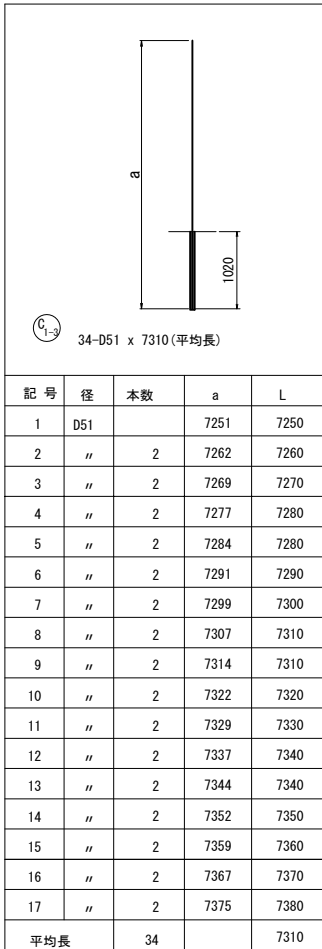 a
1020
C1-3
34-D51 x 7310(平均長)
記 号 径 本数 a L
1 D51 7251 7250
2 〃 2 7262 7260
3 〃 2 7269 7270
4 〃 2 7277 7280
5 〃 2 7284 7280
6 〃 2 7291 7290
7 〃 2 7299 7300
8 〃 2 7307 7310
9 〃 2 7314 7310
10 〃 2 7322 7320
11 〃 2 7329 7330
12 〃 2 7337 7340
13 〃 2 7344 7340
14 〃 2 7352 7350
15 〃 2 7359 7360
16 〃 2 7367 7370
17 〃 2 7375 7380
平均長 34 7310